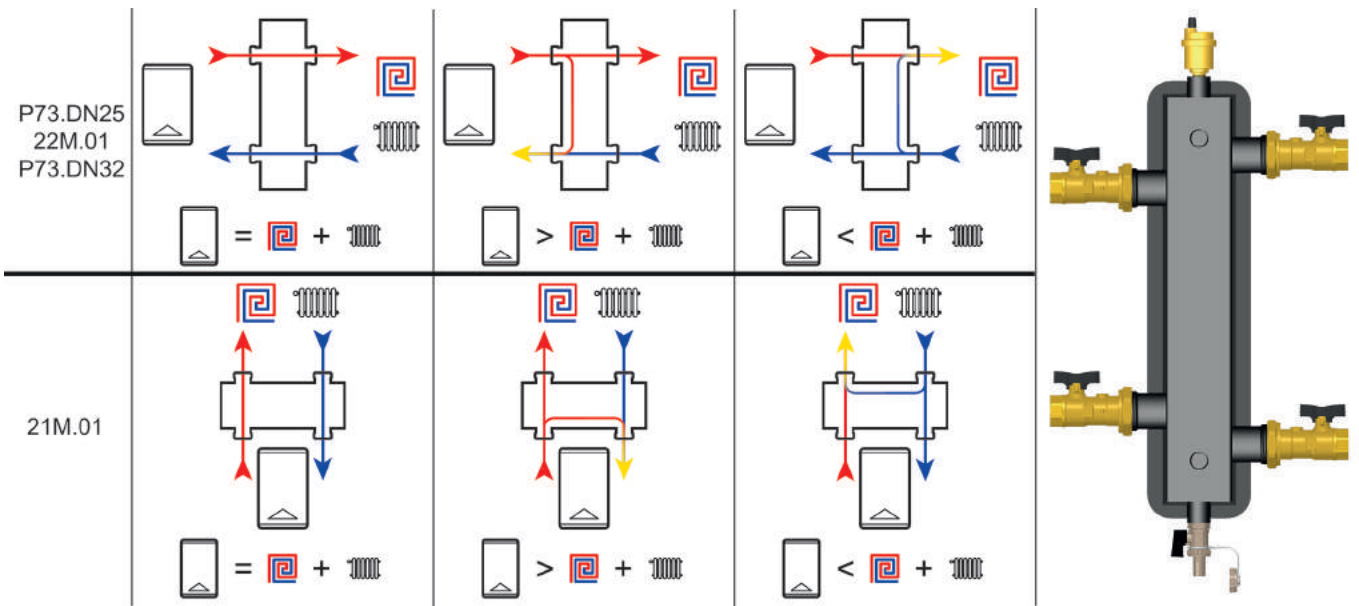 P73.DN25
22M.01
P73.DN32
= +
> +
< +
21M.01
= +
> +
< +